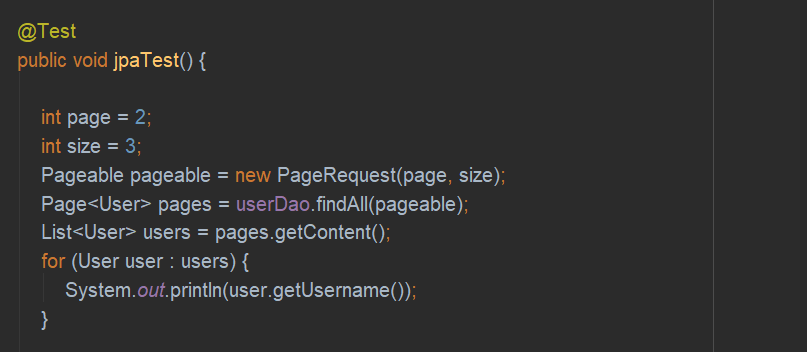 @Test
public void jpaTest() {
int page = 2;
int size = 3;
Pageable pageable = new PageRequest(page, size);
Page<User> pages = userDao.findAll(pageable);
List<User> users = pages.getContent();
for (User user : users) {
System.out.println(user.getUsername());
}